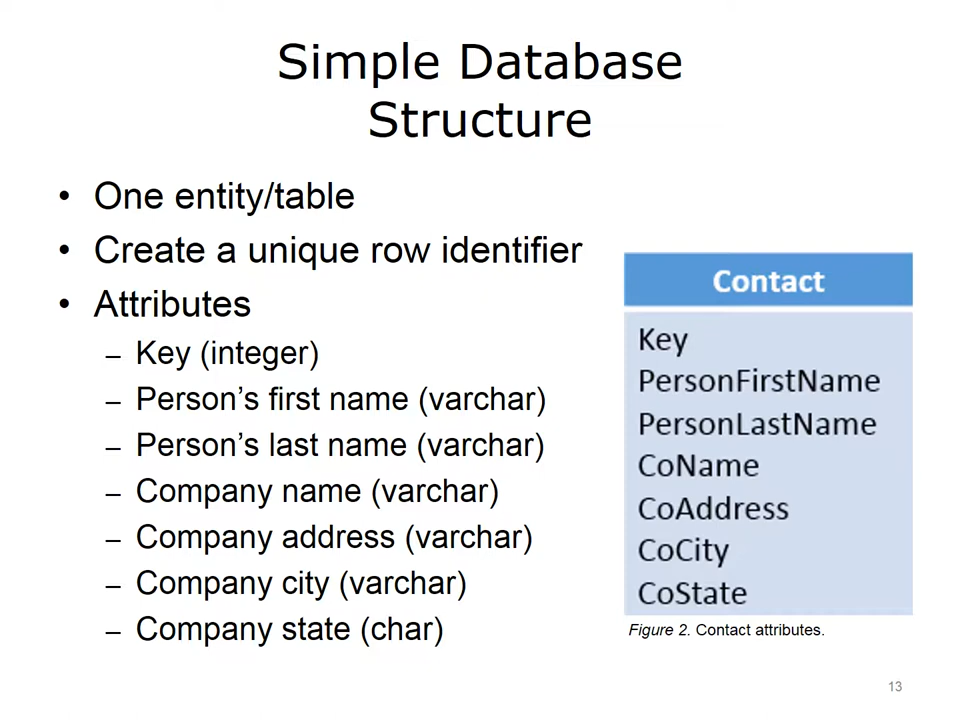 Simple Database
Structure
• One entity/table
• Create a unique row identifier
• Attributes
– Key (integer)
– Person’s first name (varchar)
– Person’s last name (varchar)
– Company name (varchar)
– Company address (varchar)
– Company city (varchar)
– Company state (char)
Contact
Key
PersonFirstName
PersonLastName
CoName
CoAddress
CoCity
CoState
Figure 2. Contact attributes.
13